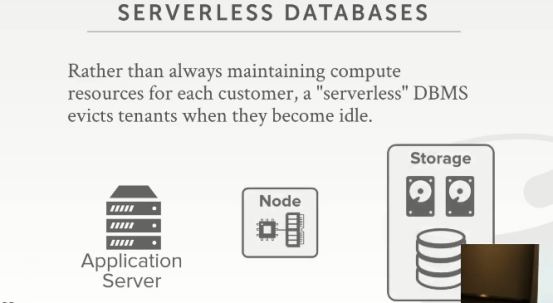 SERVERLESS DATABASES
Rather than always maintaining compute
resources for each customer, a "serverless" DBMS
evicts tenants when they become idle.
Storage
Node
Application
Server